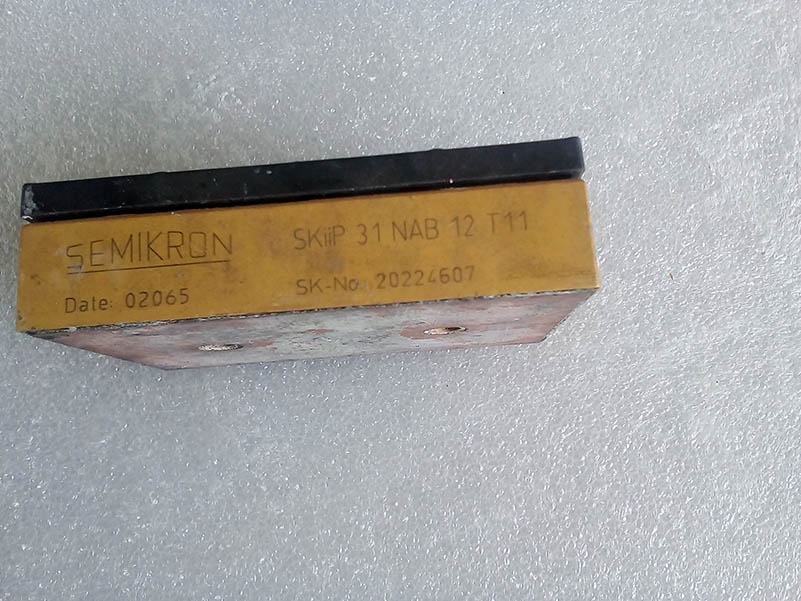 SEMIKRON
SKiiP 31 NAB 12 T11
Date: 02065
SK-No. 20224607